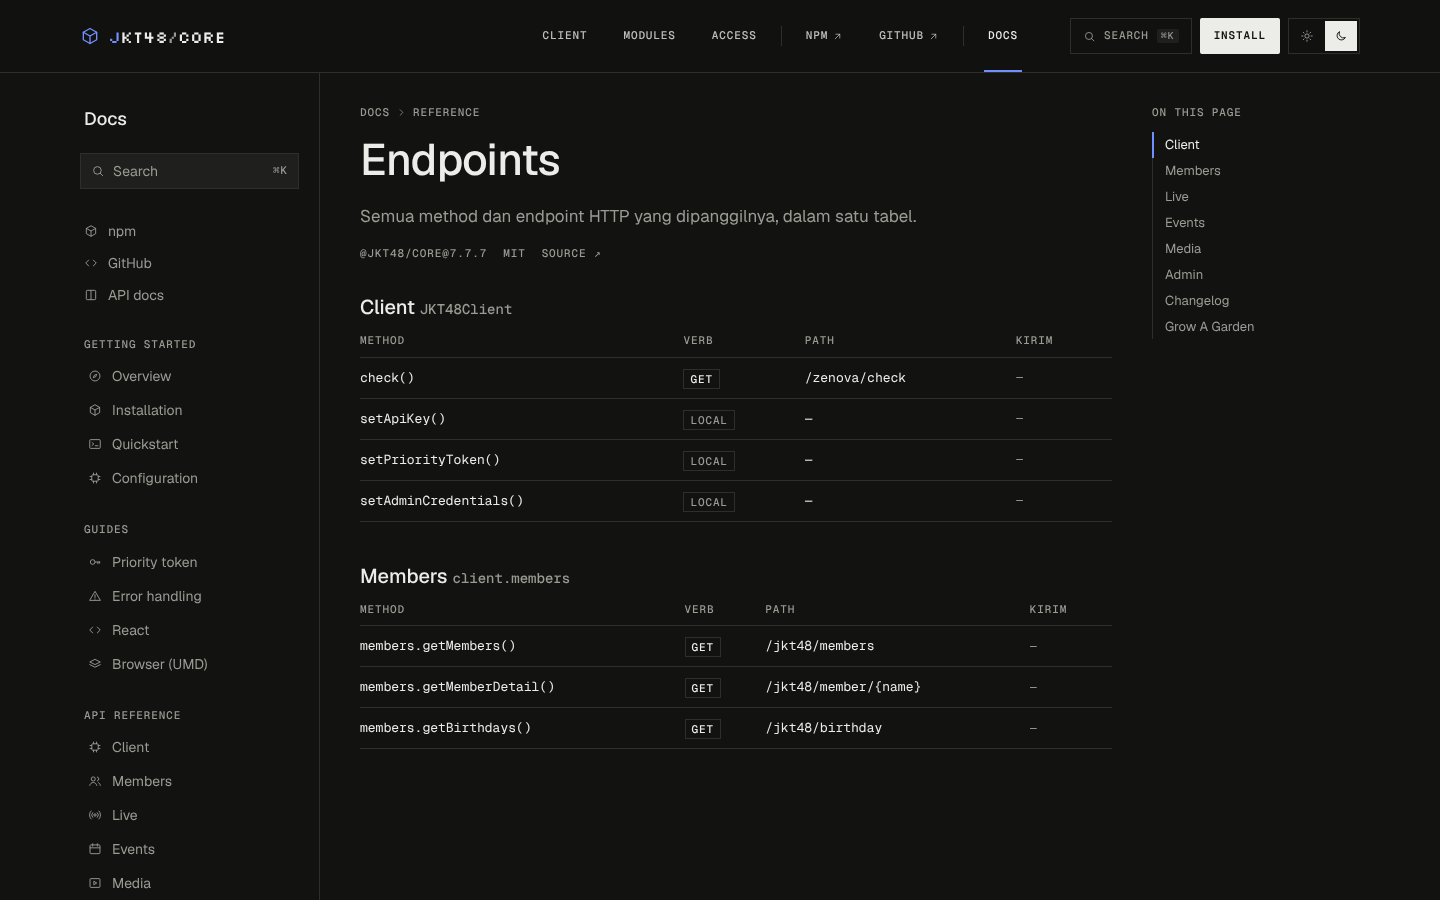 JKT48/CORE
CLIENT MODULES ACCESS NPM ↗ GITHUB ↗ DOCS SEARCH ⌘K INSTALL
Docs
Search ⌘K
npm
GitHub
API docs
GETTING STARTED
Overview
Installation
Quickstart
Configuration
GUIDES
Priority token
Error handling
React
Browser (UMD)
API REFERENCE
Client
Members
Live
Events
Media
DOCS > REFERENCE
Endpoints
Semua method dan endpoint HTTP yang dipanggilnya, dalam satu tabel.
@JKT48/CORE@7.7.7 MIT SOURCE ↗
Client JKT48Client
METHOD VERB PATH KIRIM
check() GET /zenova/check —
setApiKey() LOCAL — —
setPriorityToken() LOCAL — —
setAdminCredentials() LOCAL — —
Members client.members
METHOD VERB PATH KIRIM
members.getMembers() GET /jkt48/members —
members.getMemberDetail() GET /jkt48/member/{name} —
members.getBirthdays() GET /jkt48/birthday —
ON THIS PAGE
Client
Members
Live
Events
Media
Admin
Changelog
Grow A Garden